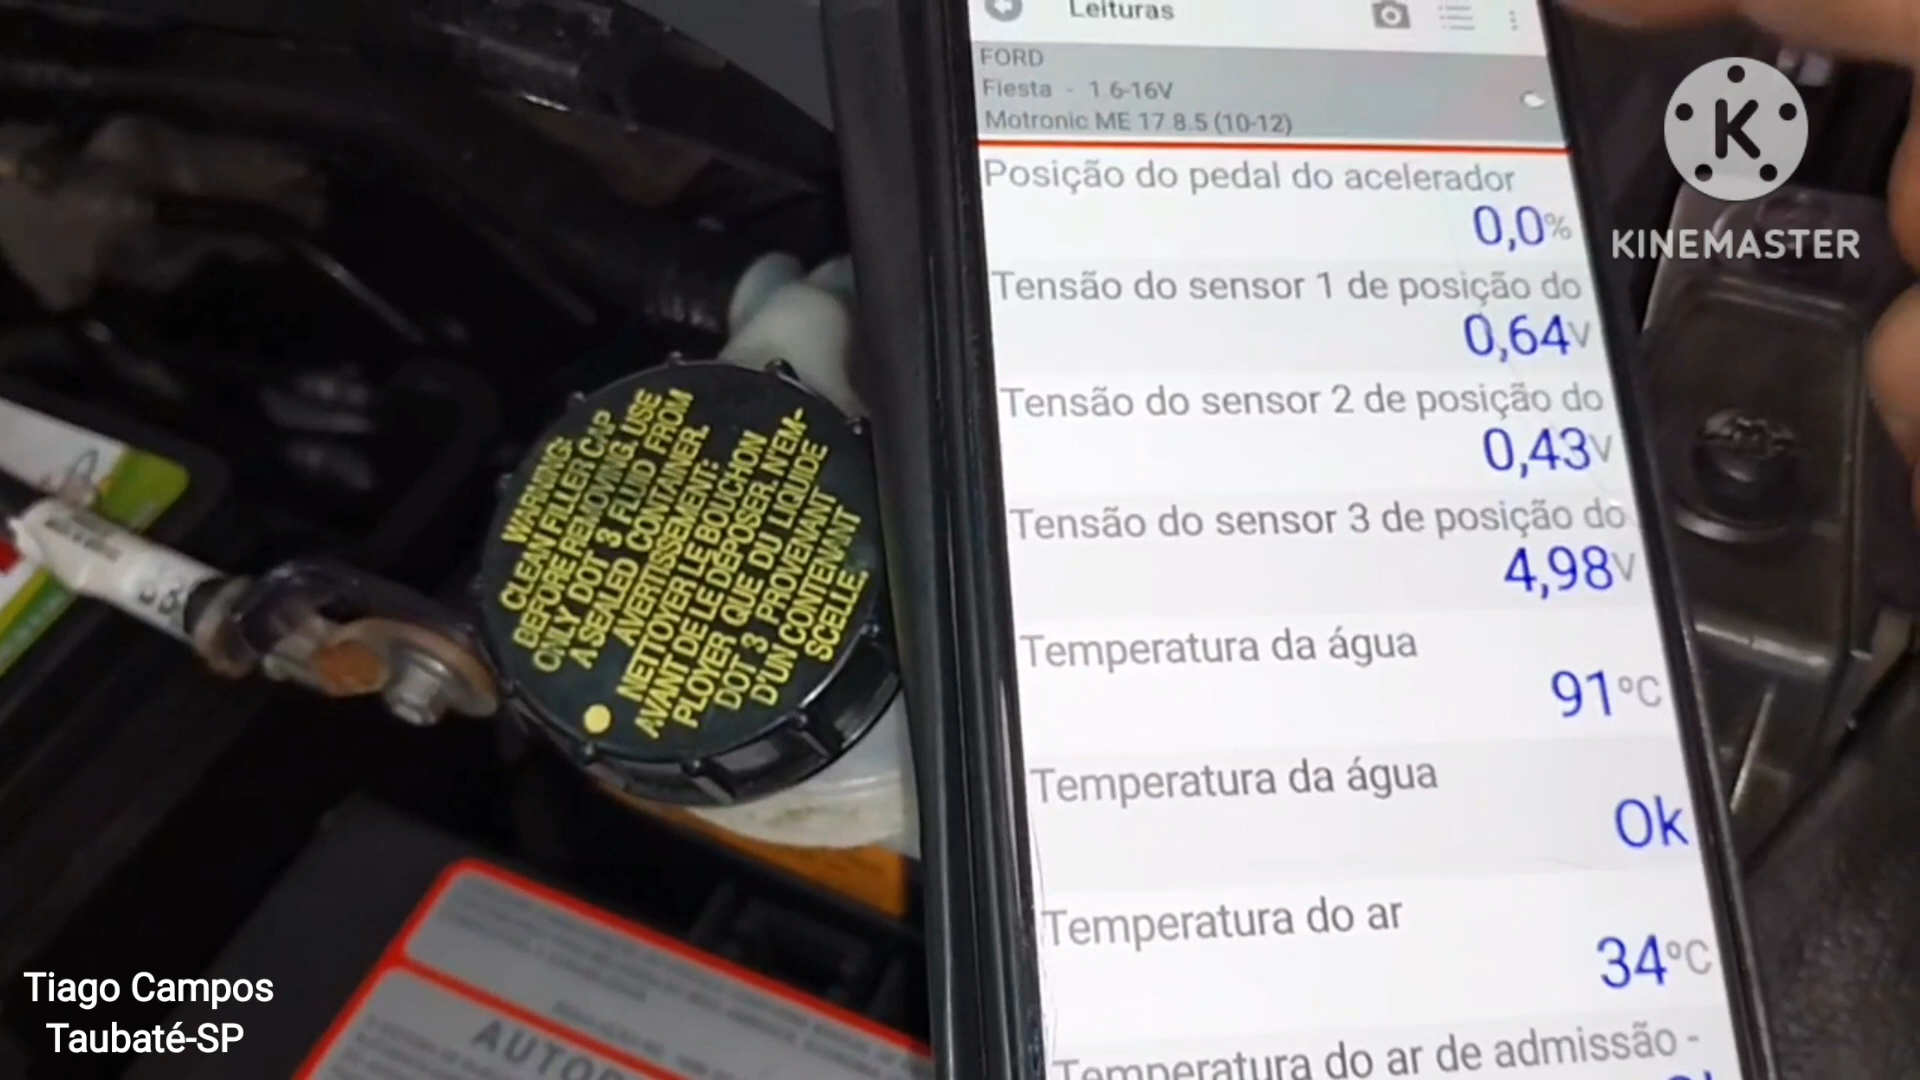 Leituras
FORD
Fiesta - 1.6-16V
Motronic ME 17 8.5 (10-12)
Posição do pedal do acelerador
0,0%
Tensão do sensor 1 de posição do
0,64V
Tensão do sensor 2 de posição do
0,43V
Tensão do sensor 3 de posição do
4,98V
Temperatura da água
91ºC
Temperatura da água
Ok
Temperatura do ar
34ºC
Temperatura do ar de admissão -
K
KINEMASTER
WARNING:
CLEAN FILLER CAP
BEFORE REMOVING. USE
ONLY DOT 3 FLUID FROM
A SEALED CONTAINER.
AVERTISSEMENT:
NETTOYER LE BOUCHON
AVANT DE LE DÉPOSER. N'EM-
PLOYER QUE DU LIQUIDE
DOT 3 PROVENANT
D'UN CONTENANT
SCELLE.
Tiago Campos
Taubaté-SP